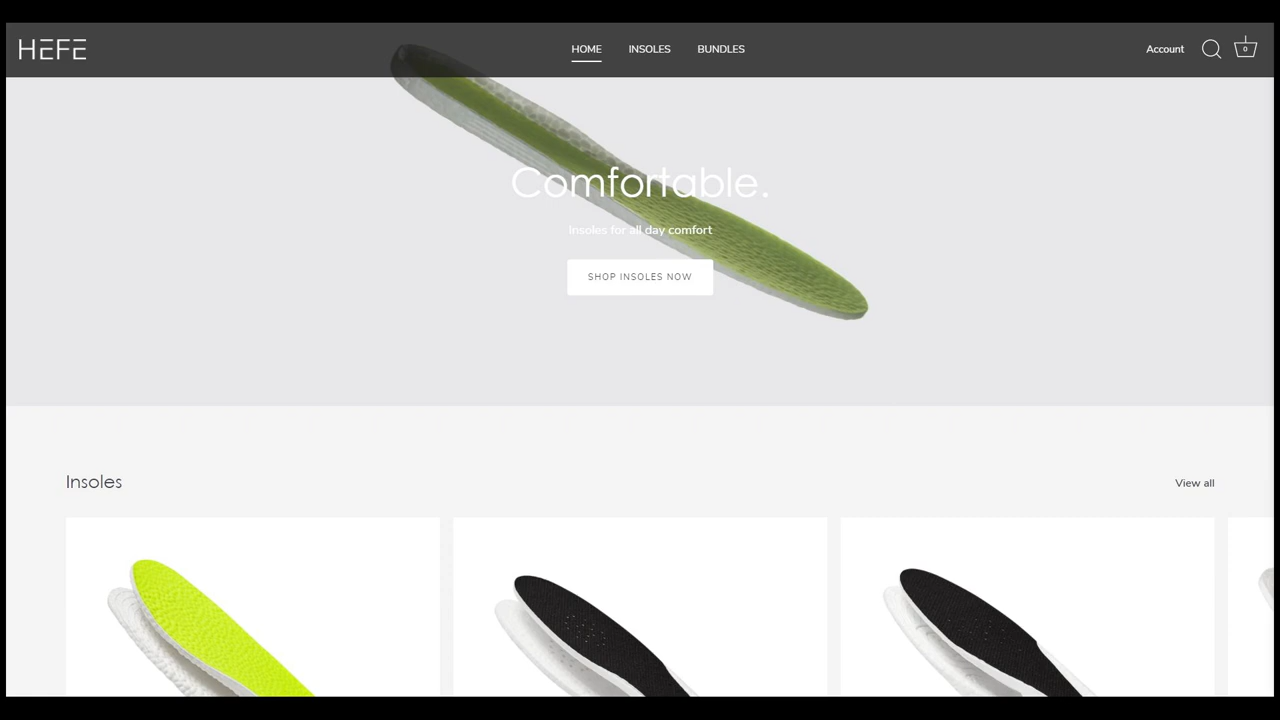 HEFE
HOME
INSOLES
BUNDLES
Account
0
Comfortable.
Insoles for all day comfort
SHOP INSOLES NOW
Insoles
View all